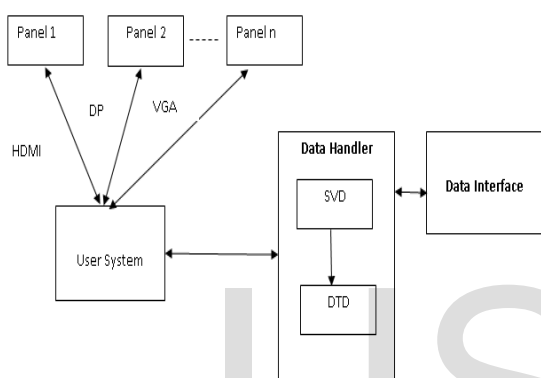 Panel 1
Panel 2
-----
Panel n
HDMI
DP
VGA
User System
Data Handler
SVD
DTD
Data Interface